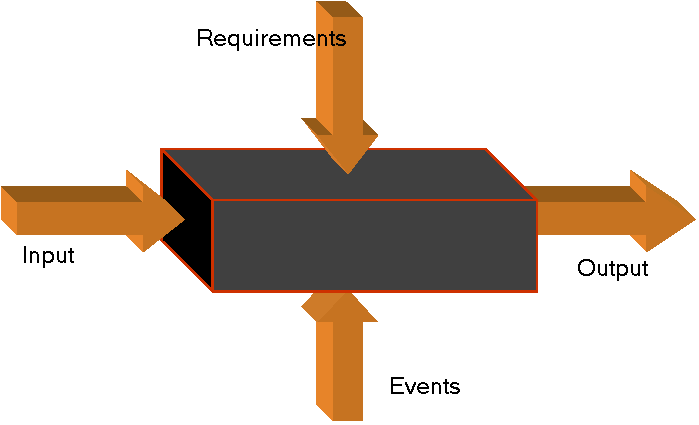 Requirements
Input
Output
Events